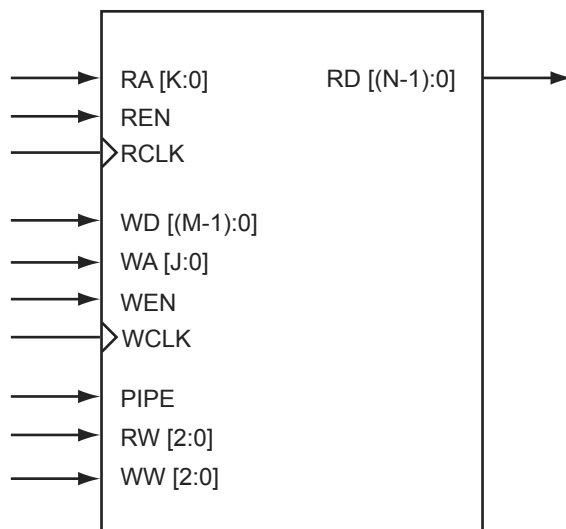 RA [K:0] RD [(N-1):0]
REN
RCLK
WD [(M-1):0]
WA [J:0]
WEN
WCLK
PIPE
RW [2:0]
WW [2:0]